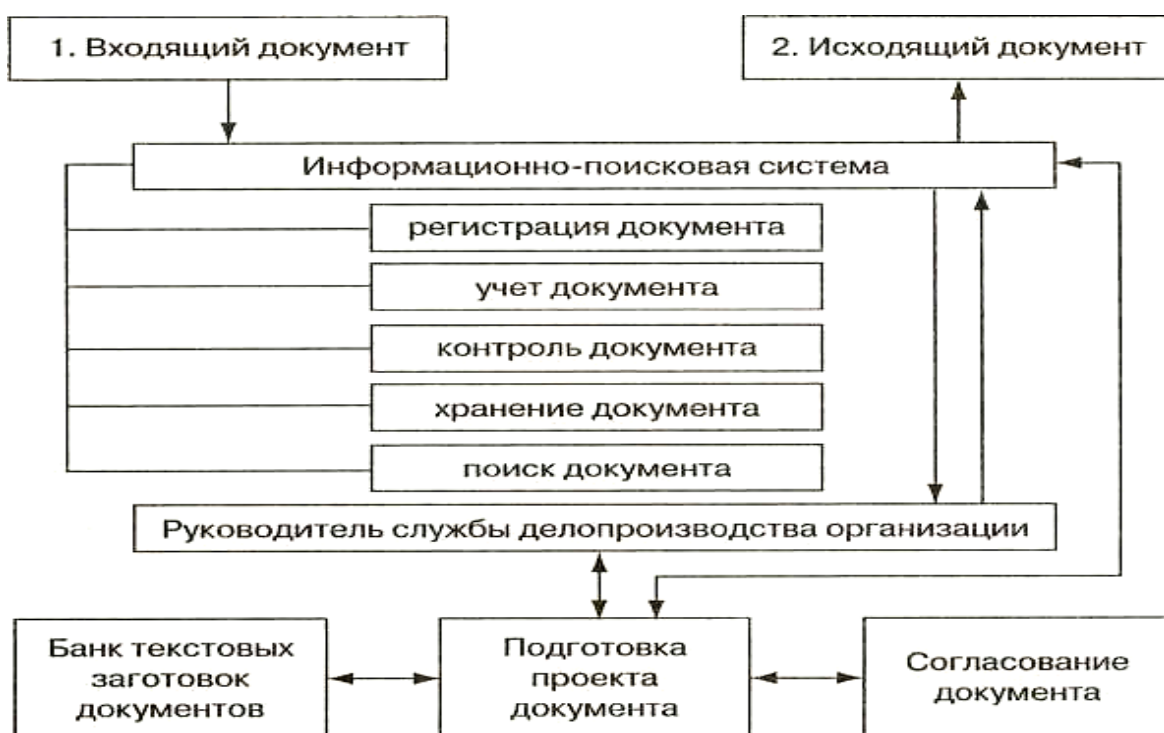 1. Входящий документ
2. Исходящий документ
Информационно-поисковая система
регистрация документа
учет документа
контроль документа
хранение документа
поиск документа
Руководитель службы делопроизводства организации
Банк текстовых
заготовок
документов
Подготовка
проекта
документа
Согласование
документа